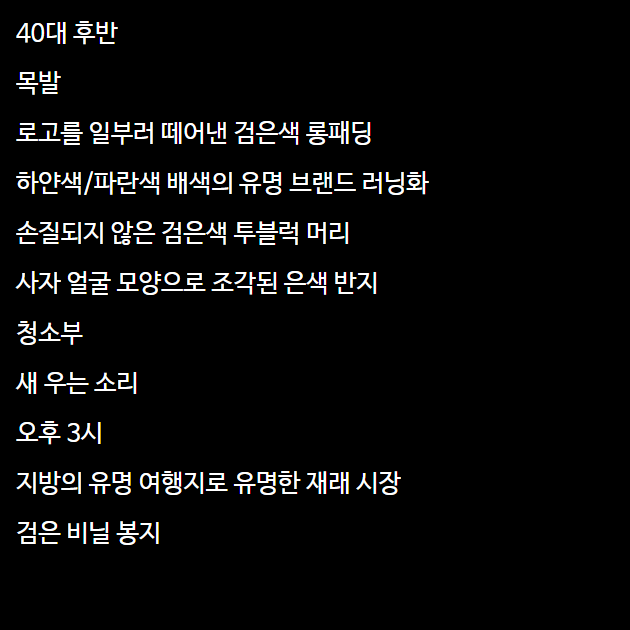 40대 후반
목발
로고를 일부러 떼어낸 검은색 롱패딩
하얀색/파란색 배색의 유명 브랜드 러닝화
손질되지 않은 검은색 투블럭 머리
사자 얼굴 모양으로 조각된 은색 반지
청소부
새 우는 소리
오후 3시
지방의 유명 여행지로 유명한 재래 시장
검은 비닐 봉지